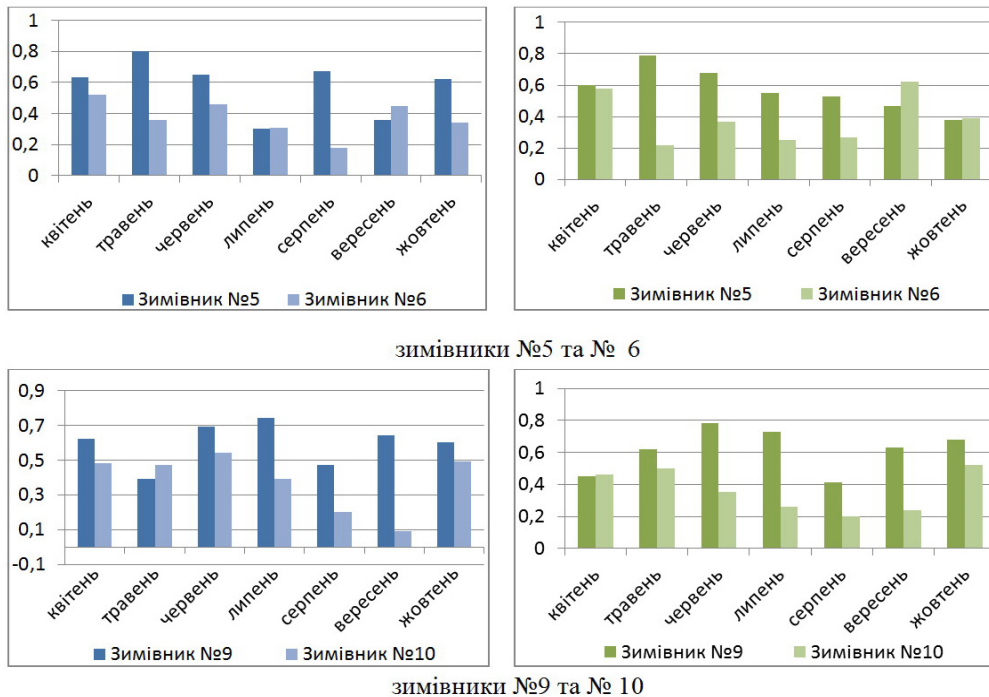 1
0,8
0,6
0,4
0,2
0
квітень
травень
червень
липень
серпень
вересень
жовтень
Зимівник №5 Зимівник №6
1
0,8
0,6
0,4
0,2
0
квітень
травень
червень
липень
серпень
вересень
жовтень
Зимівник №5 Зимівник №6
зимівники №5 та № 6
0,9
0,7
0,5
0,3
0,1
-0,1
квітень
травень
червень
липень
серпень
вересень
жовтень
Зимівник №9 Зимівник №10
1
0,8
0,6
0,4
0,2
0
квітень
травень
червень
липень
серпень
вересень
жовтень
Зимівник №9 Зимівник №10
зимівники №9 та № 10